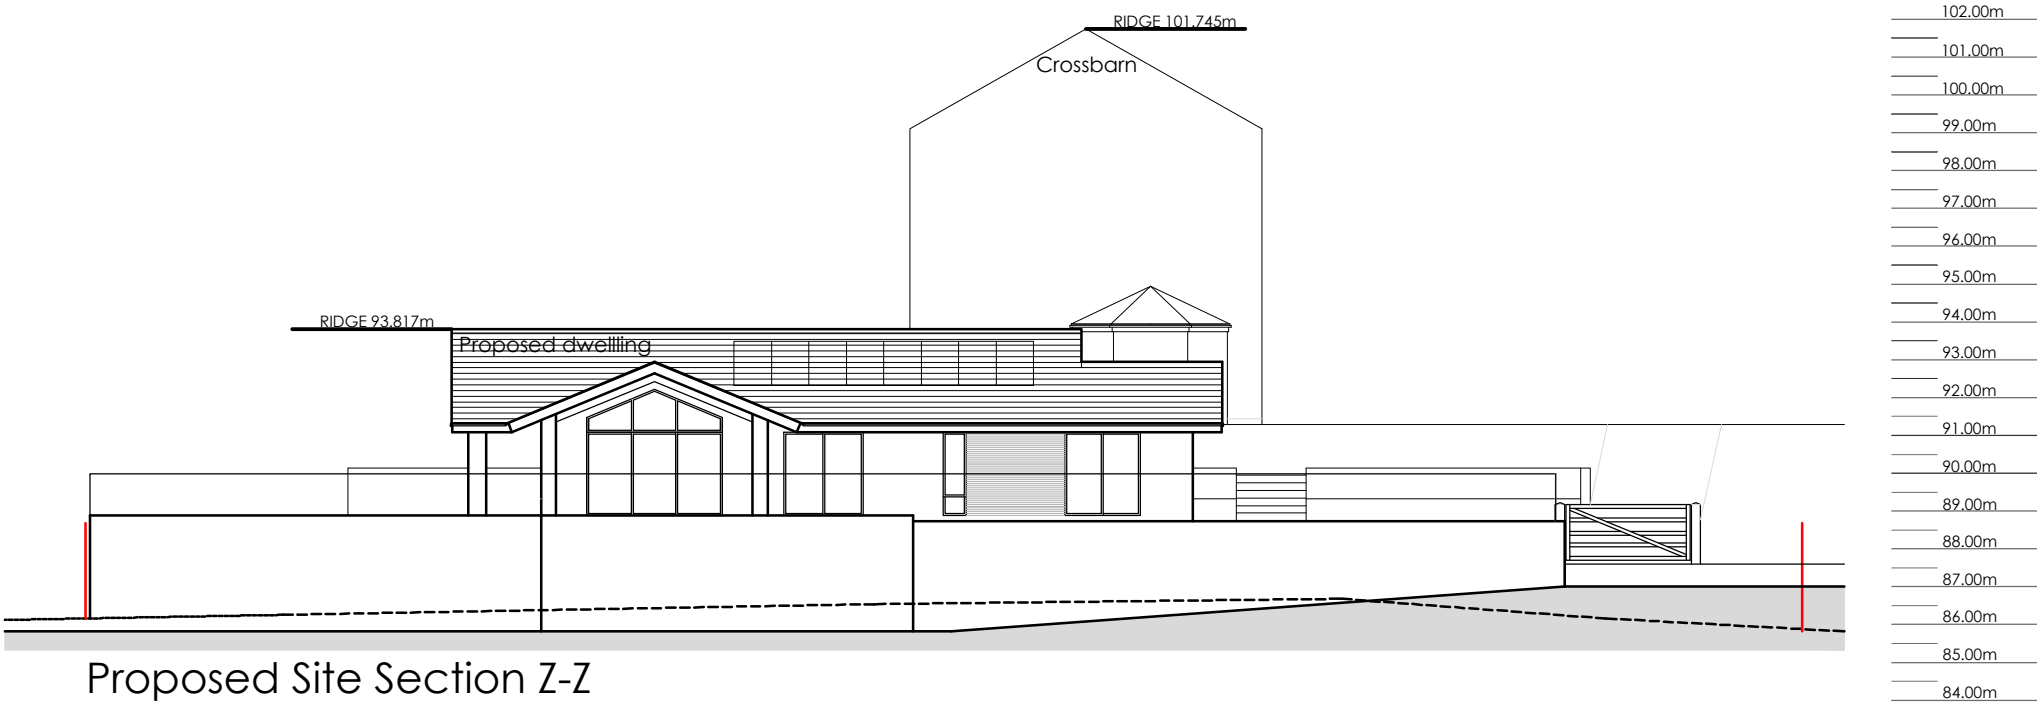 RIDGE 101.745m
Crossbarn
RIDGE 93.817m
Proposed dwellling
Proposed Site Section Z-Z
102.00m
101.00m
100.00m
99.00m
98.00m
97.00m
96.00m
95.00m
94.00m
93.00m
92.00m
91.00m
90.00m
89.00m
88.00m
87.00m
86.00m
85.00m
84.00m